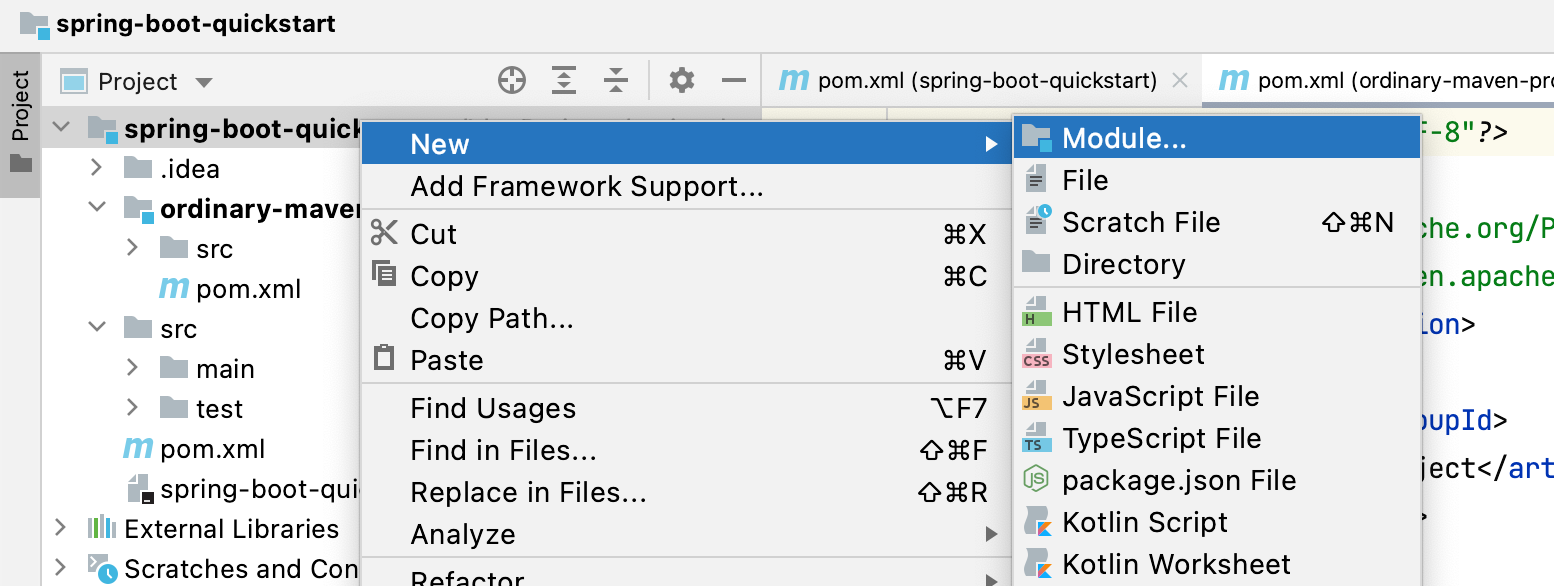 spring-boot-quickstart
Project
Project
pom.xml (spring-boot-quickstart)
pom.xml (ordinary-maven-pro
spring-boot-quick
.idea
ordinary-maven
src
pom.xml
src
main
test
pom.xml
spring-boot-qui
External Libraries
Scratches and Con
New
Add Framework Support...
Cut ⌘X
Copy ⌘C
Copy Path...
Paste ⌘V
Find Usages ⌥F7
Find in Files... ⇧⌘F
Replace in Files... ⇧⌘R
Analyze
Refactor
Module...
File
Scratch File ⇧⌘N
Directory
HTML File
Stylesheet
JavaScript File
TypeScript File
package.json File
Kotlin Script
Kotlin Worksheet
F-8"?>
che.org/P
en.apache
ion>
oupId>
ject</art
>